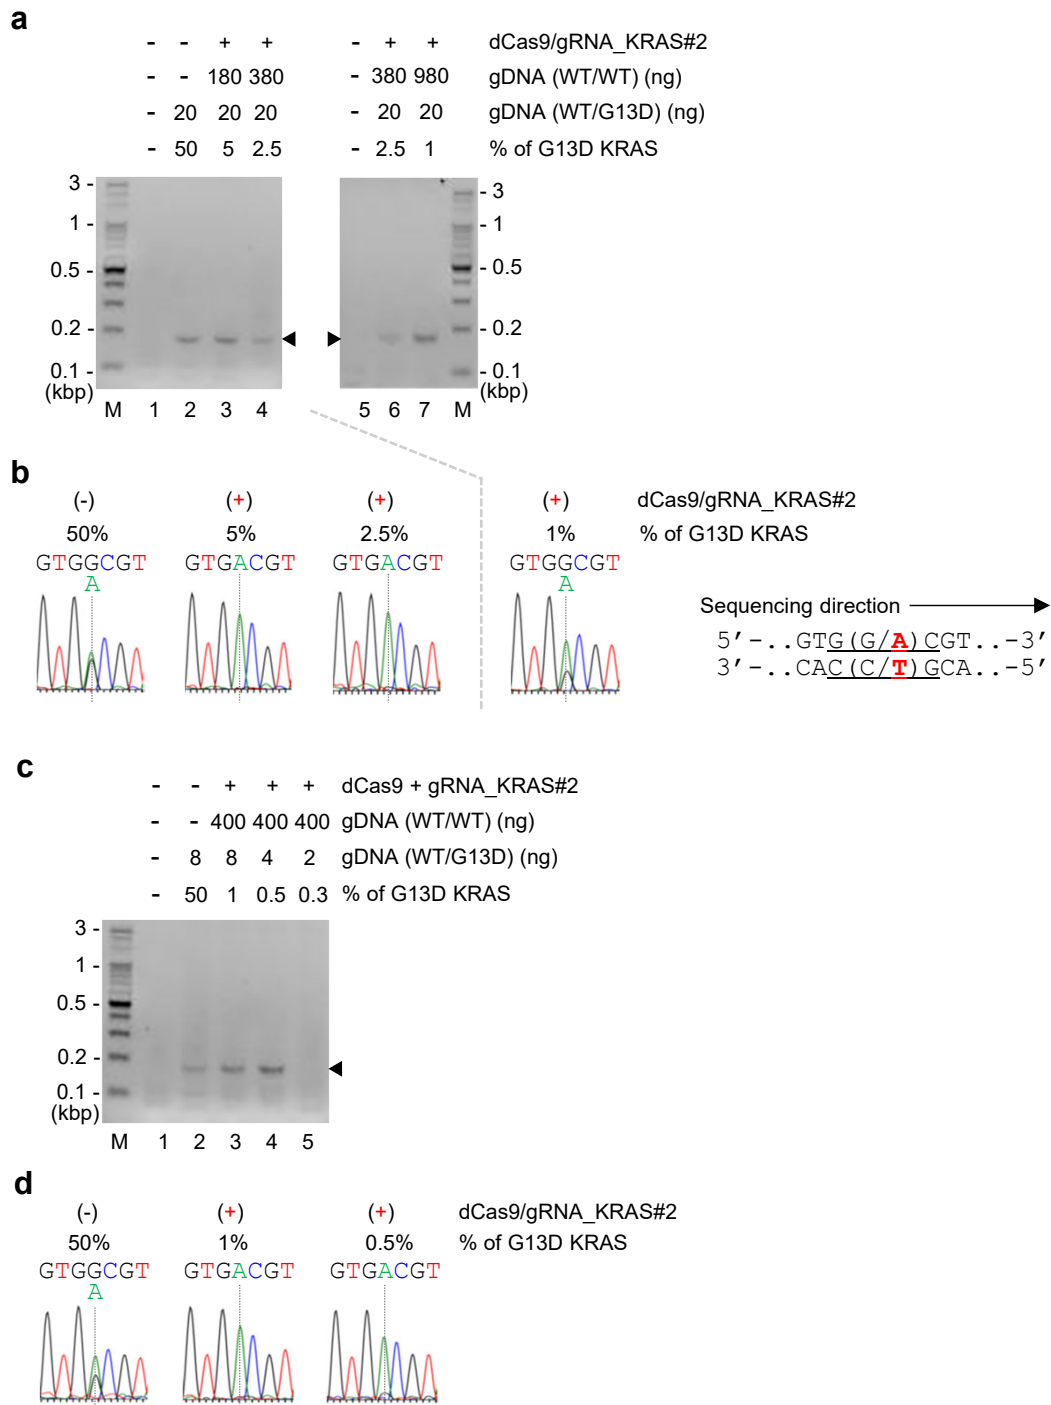 a
- - + + dCas9/gRNA_KRAS#2
- + +
- - 180 380 gDNA (WT/WT) (ng)
- 380 980
- 20 20 20 gDNA (WT/G13D) (ng)
- 20 20
- 50 5 2.5 % of G13D KRAS
- 2.5 1
3 -
1 -
0.5 -
0.2 -
0.1 -
(kbp)
- 3
- 1
- 0.5
- 0.2
- 0.1
(kbp)
M 1 2 3 4
5 6 7 M
b
(-) (+) (+) (+) dCas9/gRNA_KRAS#2
50% 5% 2.5% 1% % of G13D KRAS
GTGGCGT GTGACGT GTGACGT GTGGCGT
A A
Sequencing direction
5′-..GTG(G/A)CGT..-3′
3′-..CAC(C/T)GCA..-5′
c
- - + + + dCas9 + gRNA_KRAS#2
- - 400 400 400 gDNA (WT/WT) (ng)
- 8 8 4 2 gDNA (WT/G13D) (ng)
- 50 1 0.5 0.3 % of G13D KRAS
3 -
1 -
0.5 -
0.2 -
0.1 -
(kbp)
M 1 2 3 4 5
d
(-) (+) (+) dCas9/gRNA_KRAS#2
50% 1% 0.5% % of G13D KRAS
GTGGCGT GTGACGT GTGACGT
A